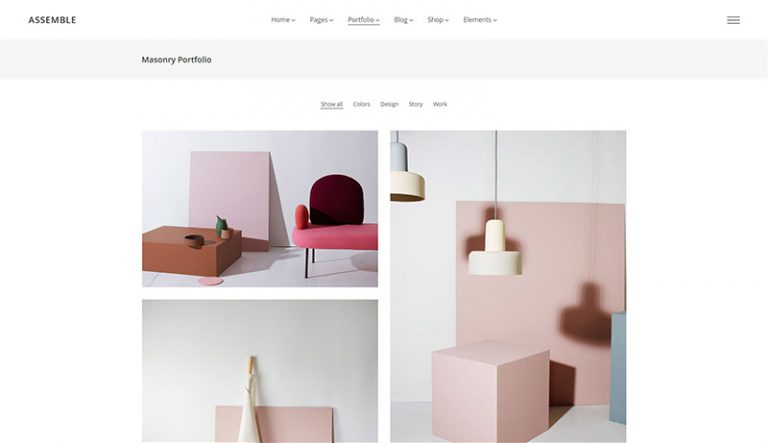 ASSEMBLE Home Pages Portfolio Blog Shop Elements
Masonry Portfolio
Show all Colors Design Story Work